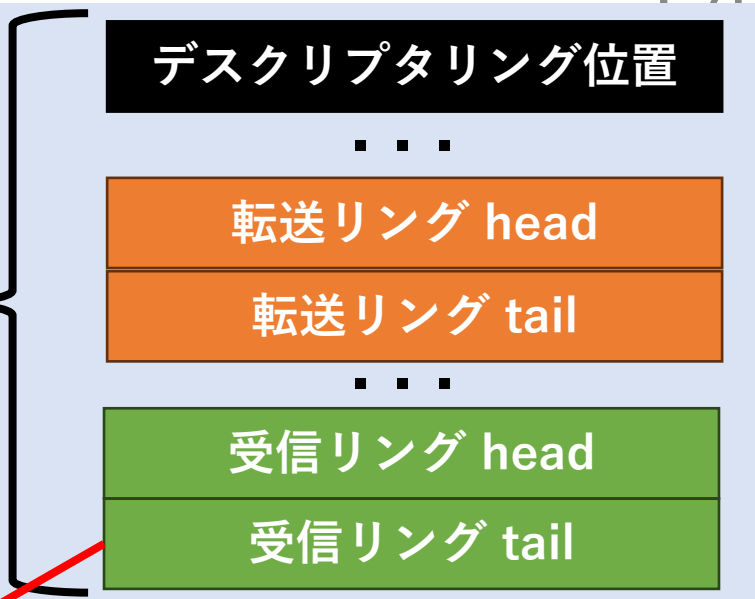 デスクリプタリング位置
・・・
転送リング head
転送リング tail
・・・
受信リング head
受信リング tail